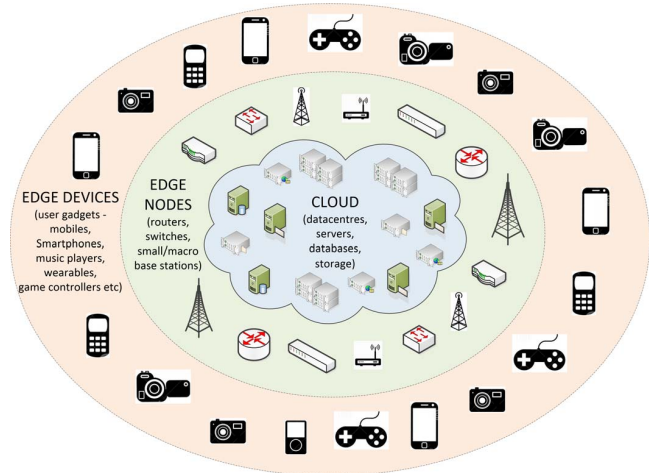 EDGE DEVICES
(user gadgets -
mobiles,
Smartphones,
music players,
wearables,
game controllers etc)
EDGE
NODES
(routers,
switches,
small/macro
base stations)
CLOUD
(datacentres,
servers,
databases,
storage)